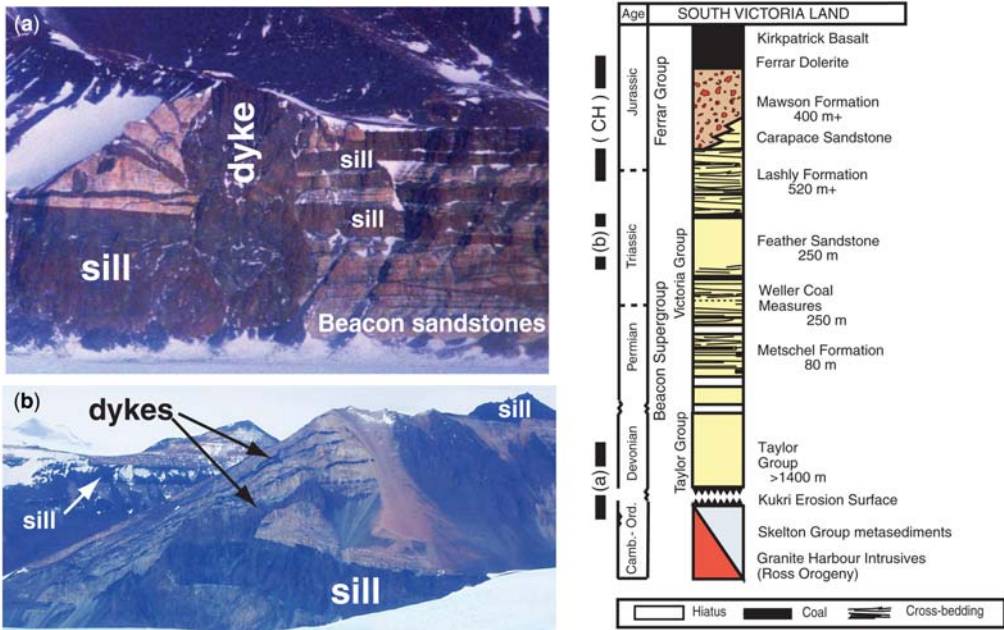 (a)
dyke
sill
sill
sill
Beacon sandstones
(b)
dykes
sill
sill
sill
Age
SOUTH VICTORIA LAND
Jurassic
Triassic
Permian
Devonian
Camb.- Ord.
(CH)
(b)
(a)
Ferrar Group
Victoria Group
Beacon Supergroup
Taylor Group
Kirkpatrick Basalt
Ferrar Dolerite
Mawson Formation
400 m+
Carapace Sandstone
Lashly Formation
520 m+
Feather Sandstone
250 m
Weller Coal
Measures
250 m
Metschel Formation
80 m
Taylor
Group
>1400 m
Kukri Erosion Surface
Skelton Group metasediments
Granite Harbour Intrusives
(Ross Orogeny)
Hiatus
Coal
Cross-bedding